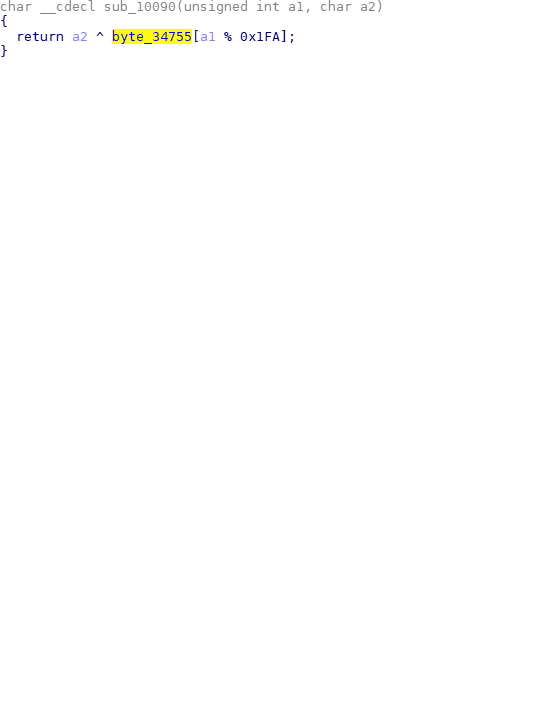 char __cdecl sub_10090(unsigned int a1, char a2)
{
  return a2 ^ byte_34755[a1 % 0x1FA];
}